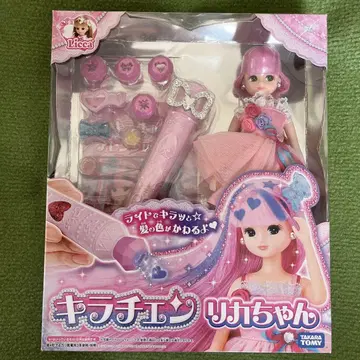 Licca
ライトでキラッと☆
髪の色がかわるよ♥
キラチェン リカちゃん
TAKARA
TOMY